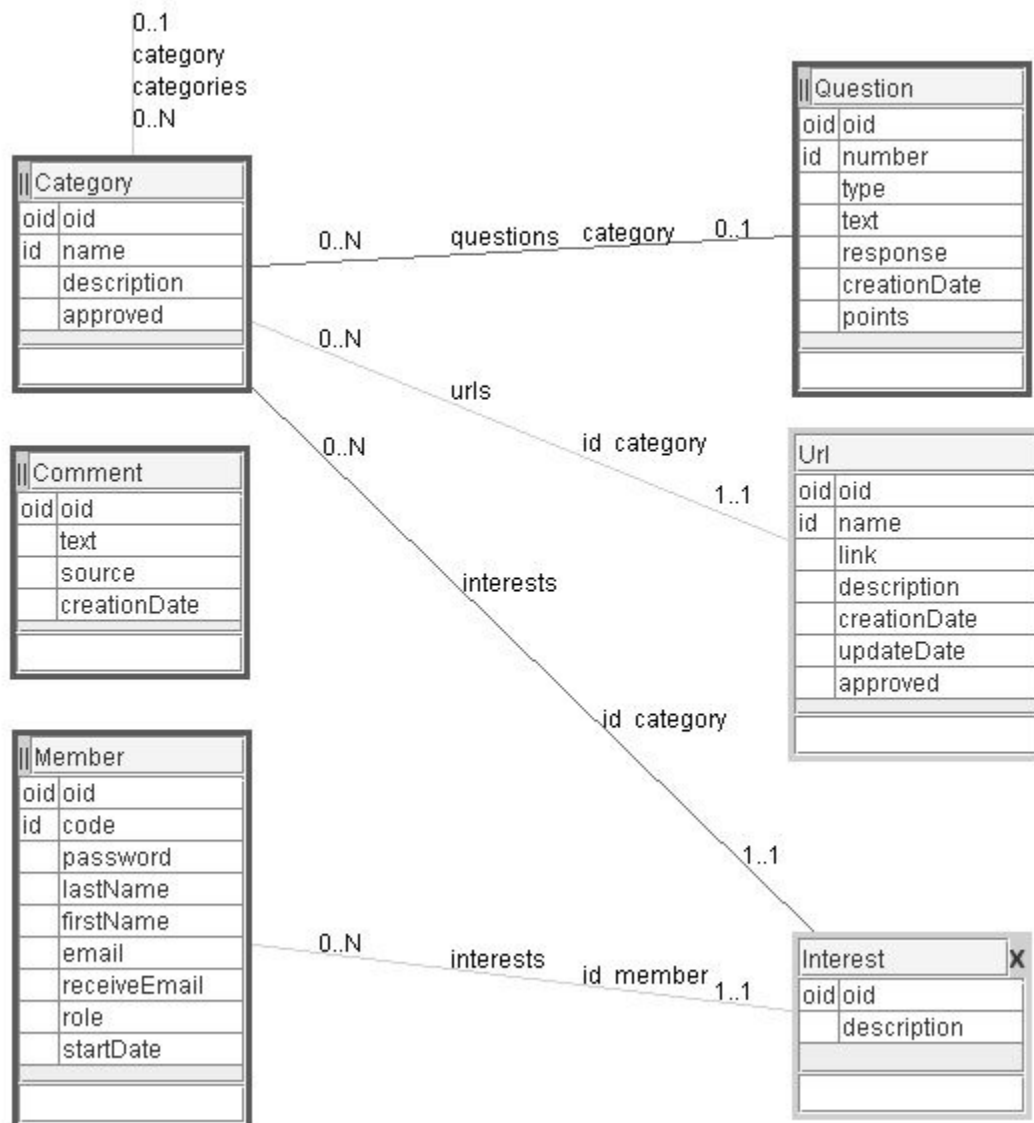 0..1
category
categories
0..N
|| Category
oid oid
id name
description
approved
0..N questions category 0..1
|| Question
oid oid
id number
type
text
response
creationDate
points
0..N
urls
id category
1..1
Url
oid oid
id name
link
description
creationDate
updateDate
approved
0..N
interests
id category
1..1
|| Comment
oid oid
text
source
creationDate
|| Member
oid oid
id code
password
lastName
firstName
email
receiveEmail
role
startDate
0..N
interests
id member
1..1
Interest X
oid oid
description